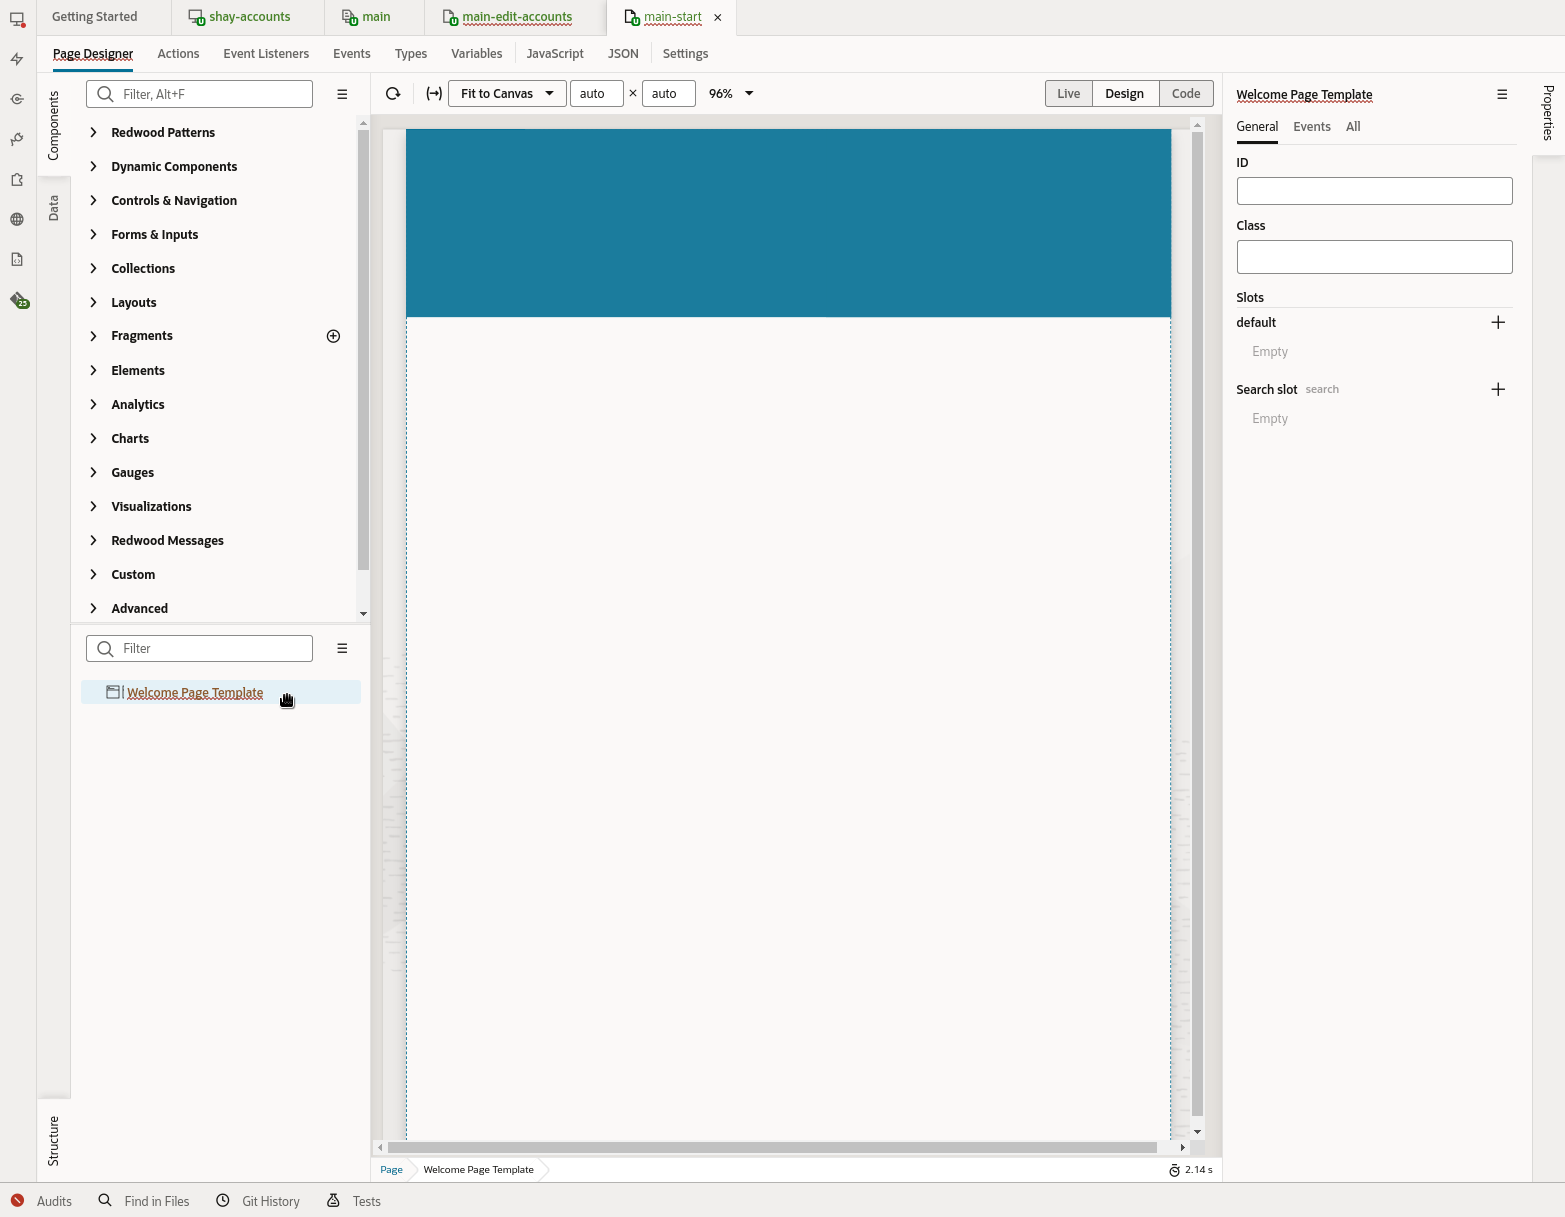 Getting Started
shay-accounts
main
main-edit-accounts
main-start
Page Designer
Actions
Event Listeners
Events
Types
Variables
JavaScript
JSON
Settings
Components
Data
Filter, Alt+F
Redwood Patterns
Dynamic Components
Controls & Navigation
Forms & Inputs
Collections
Layouts
Fragments
Elements
Analytics
Charts
Gauges
Visualizations
Redwood Messages
Custom
Advanced
25
Structure
Filter
Welcome Page Template
Fit to Canvas
auto
×
auto
96%
Live
Design
Code
Page
Welcome Page Template
2.14 s
Welcome Page Template
Properties
General
Events
All
ID
Class
Slots
default
Empty
Search slot search
Empty
Audits
Find in Files
Git History
Tests